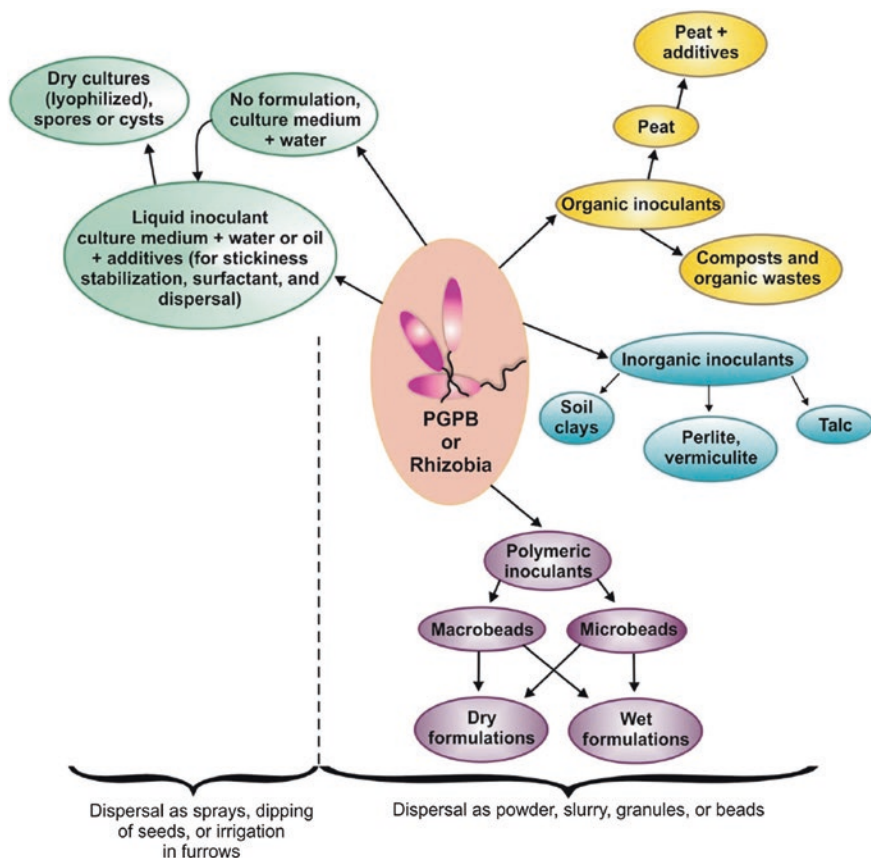 Dry cultures
(lyophilized),
spores or cysts
No formulation,
culture medium
+ water
Liquid inoculant
culture medium + water or oil
+ additives (for stickiness
stabilization, surfactant, and
dispersal)
Peat +
additives
Peat
Organic inoculants
Composts and
organic wastes
PGPB
or
Rhizobia
Inorganic inoculants
Soil
clays
Perlite,
vermiculite
Talc
Polymeric
inoculants
Macrobeads
Microbeads
Dry
formulations
Wet
formulations
Dispersal as sprays, dipping
of seeds, or irrigation
in furrows
Dispersal as powder, slurry, granules, or beads